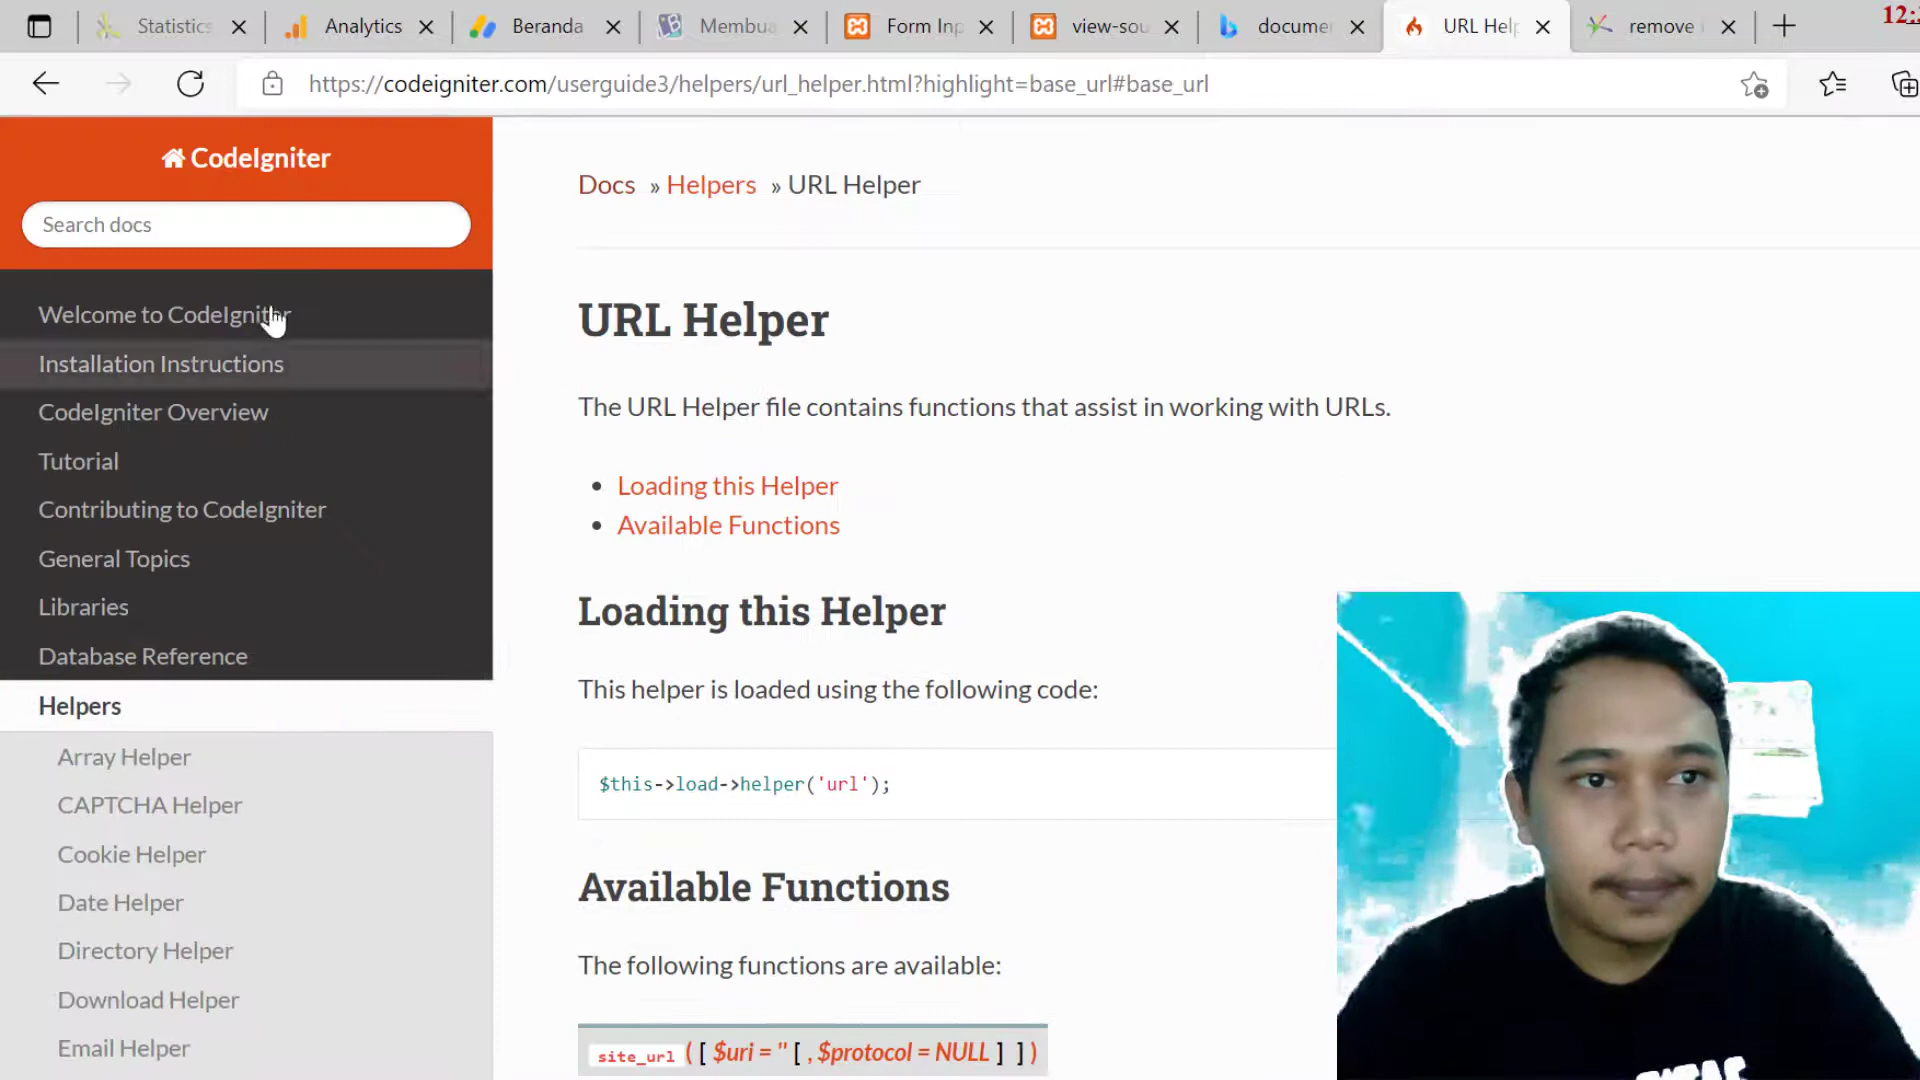 Statistics
Analytics
Beranda
Membua
Form Inp
view-sou
documen
URL Help
remove
12:
https://codeigniter.com/userguide3/helpers/url_helper.html?highlight=base_url#base_url
CodeIgniter
Search docs
Welcome to CodeIgniter
Installation Instructions
CodeIgniter Overview
Tutorial
Contributing to CodeIgniter
General Topics
Libraries
Database Reference
Helpers
Array Helper
CAPTCHA Helper
Cookie Helper
Date Helper
Directory Helper
Download Helper
Email Helper
Docs » Helpers » URL Helper
URL Helper
The URL Helper file contains functions that assist in working with URLs.
Loading this Helper
Available Functions
Loading this Helper
This helper is loaded using the following code:
$this->load->helper('url');
Available Functions
The following functions are available:
site_url([$uri = ''[, $protocol = NULL]])